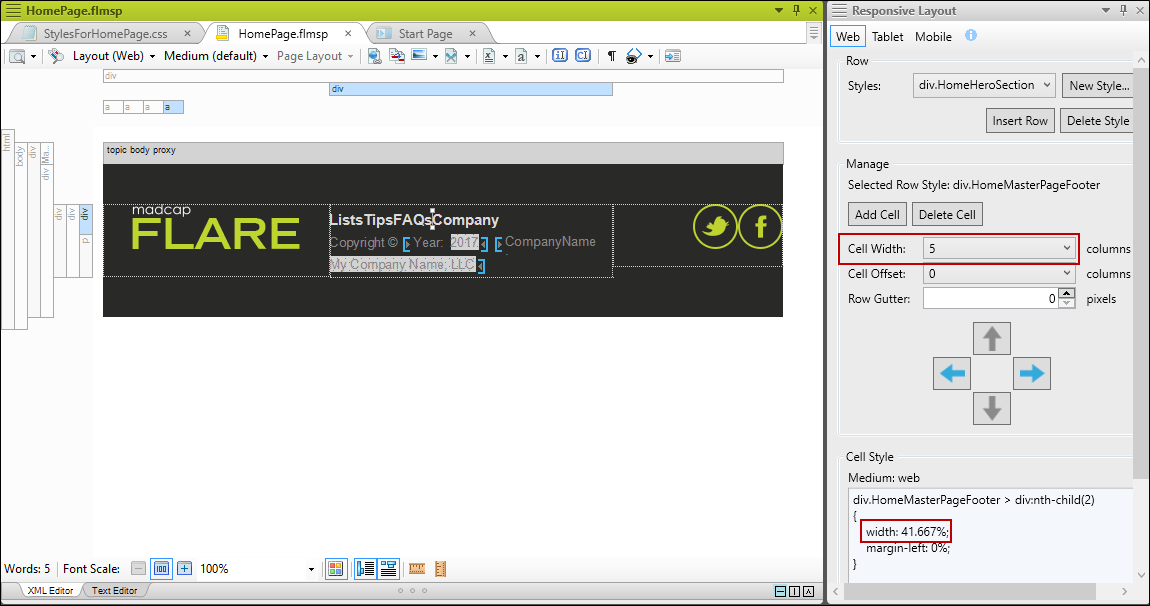 HomePage.flmsp
StylesForHomePage.css
HomePage.flmsp
Start Page
Layout (Web)
Medium (default)
Page Layout
div
div
a a a a
html
body
div
Ma...
div
div
div
div
p
topic body proxy
madcap
FLARE
ListsTipsFAQsCompany
Copyright © Year: 2017 CompanyName
:
My Company Name, LLC
Words: 5 Font Scale: 100%
XML Editor
Text Editor
Responsive Layout
Web Tablet Mobile
Row
Styles: div.HomeHeroSection New Style...
Insert Row Delete Style
Manage
Selected Row Style: div.HomeMasterPageFooter
Add Cell Delete Cell
Cell Width: 5 columns
Cell Offset: 0 columns
Row Gutter: 0 pixels
Cell Style
Medium: web
div.HomeMasterPageFooter > div:nth-child(2)
{
width: 41.667%;
margin-left: 0%;
}